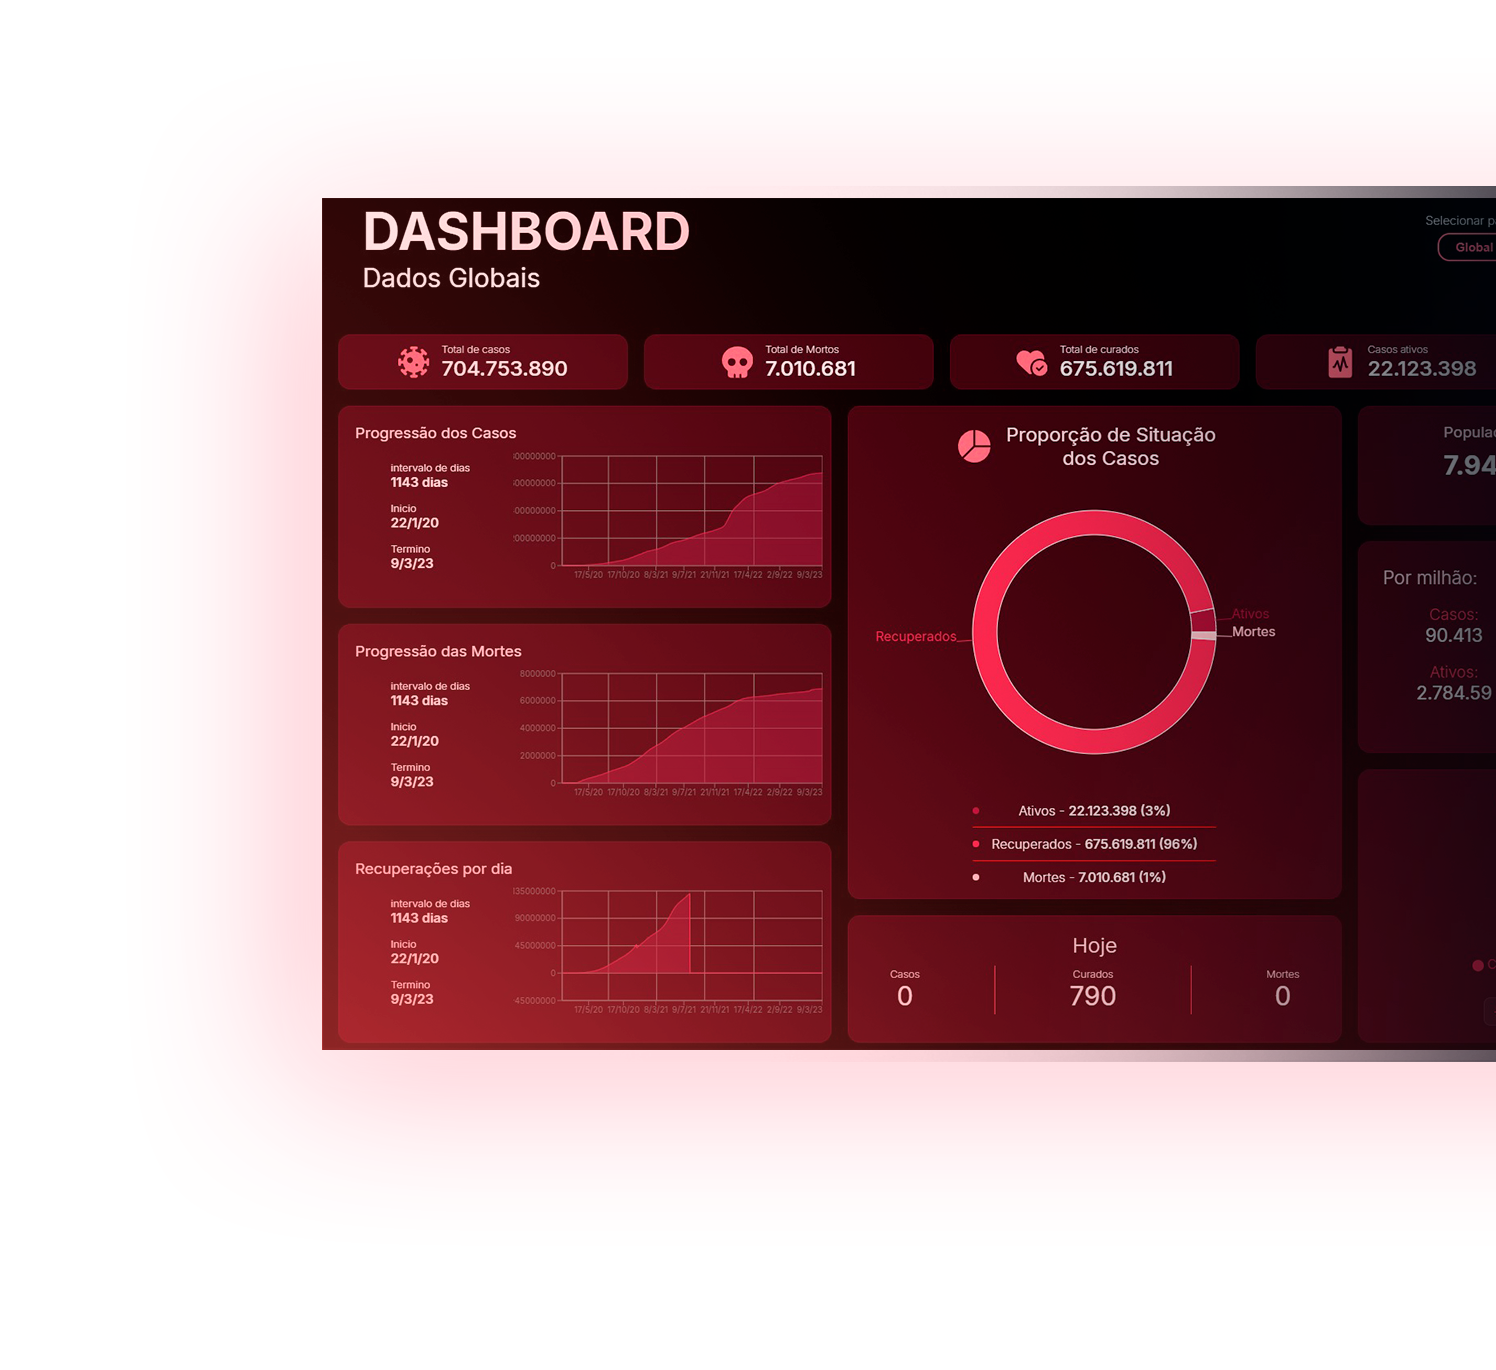 DASHBOARD
Dados Globais
Selecionar
Global
Total de casos
704.753.890
Total de Mortos
7.010.681
Total de curados
675.619.811
Casos ativos
22.123.398
Progressão dos Casos
intervalo de dias
1143 dias
Inicio
22/1/20
Termino
9/3/23
00000000
00000000
00000000
00000000
0
17/5/20 17/10/20 8/3/21 9/7/21 21/11/21 17/4/22 2/9/22 9/3/23
Progressão das Mortes
intervalo de dias
1143 dias
Inicio
22/1/20
Termino
9/3/23
8000000
6000000
4000000
2000000
0
17/5/20 17/10/20 8/3/21 9/7/21 21/11/21 17/4/22 2/9/22 9/3/23
Recuperações por dia
intervalo de dias
1143 dias
Inicio
22/1/20
Termino
9/3/23
35000000
90000000
45000000
0
-45000000
17/5/20 17/10/20 8/3/21 9/7/21 21/11/21 17/4/22 2/9/22 9/3/23
Proporção de Situação
dos Casos
Ativos
Mortes
Recuperados
Ativos - 22.123.398 (3%)
Recuperados - 675.619.811 (96%)
Mortes - 7.010.681 (1%)
Hoje
Casos
0
Curados
790
Mortes
0
Populaç
7.94
Por milhão:
Casos:
90.413
Ativos:
2.784.59